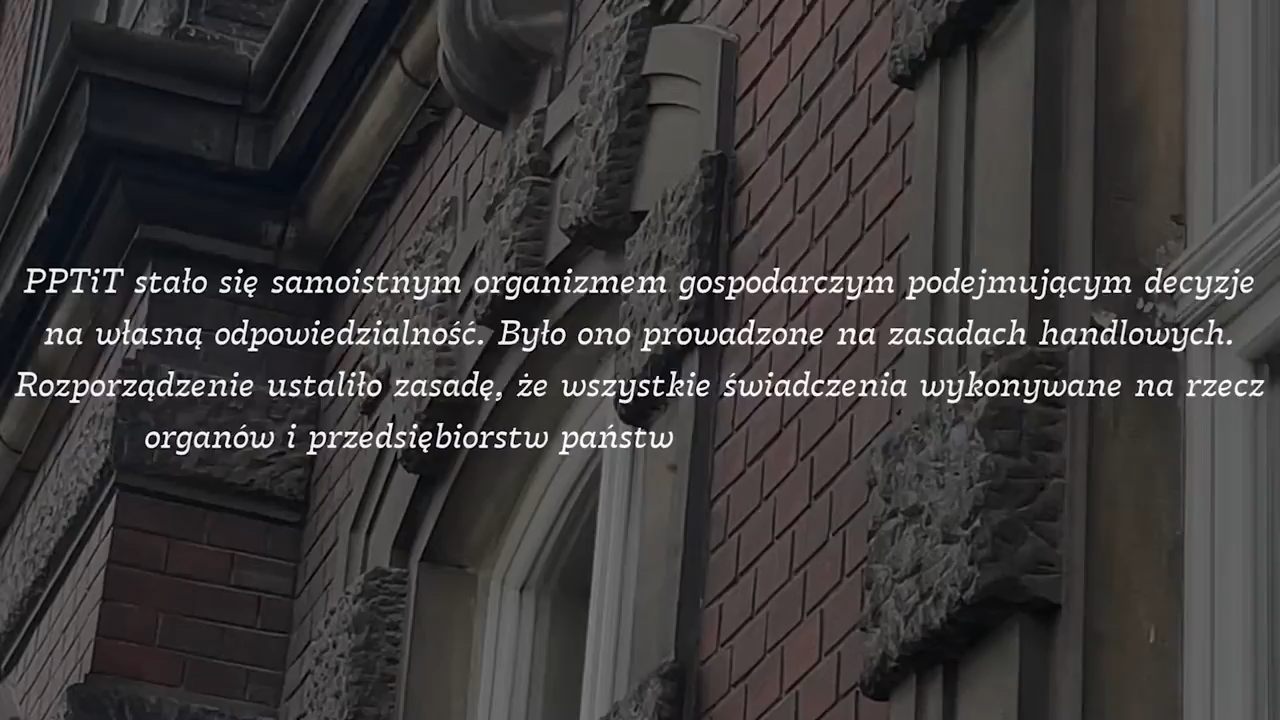 PPTiT stało się samoistnym organizmem gospodarczym podejmującym decyzje
na własną odpowiedzialność. Było ono prowadzone na zasadach handlowych.
Rozporządzenie ustaliło zasadę, że wszystkie świadczenia wykonywane na rzecz
organów i przedsiębiorstw państw